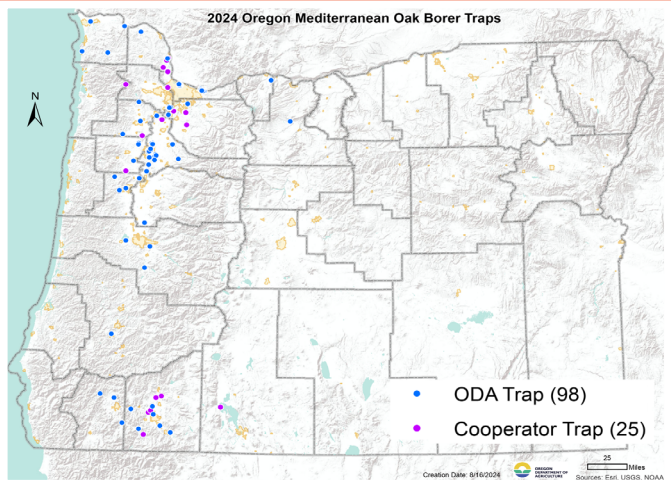 2024 Oregon Mediterranean Oak Borer Traps
N
ODA Trap (98)
Cooperator Trap (25)
25
Miles
Creation Date: 8/16/2024
OREGON
DEPARTMENT OF
AGRICULTURE
Sources: Esri, USGS, NOAA